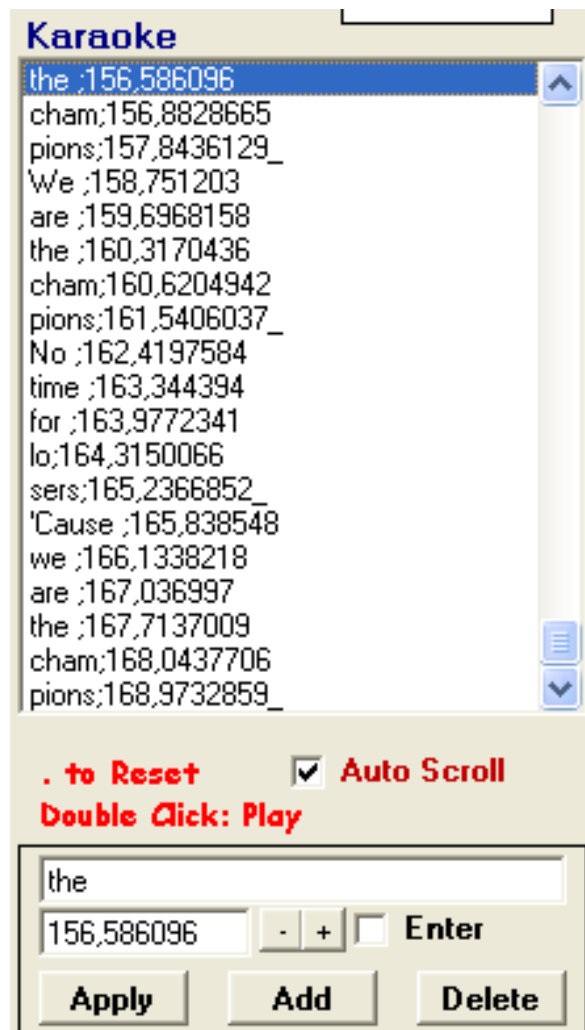 Karaoke
the ;156,586096
cham;156,8828665
pions;157,8436129_
We ;158,751203
are ;159,6968158
the ;160,3170436
cham;160,6204942
pions;161,5406037_
No ;162,4197584
time ;163,344394
for ;163,9772341
lo;164,3150066
sers;165,2366852_
'Cause ;165,838548
we ;166,1338218
are ;167,036997
the ;167,7137009
cham;168,0437706
pions;168,9732859_
. to Reset Auto Scroll
Double Click: Play
the
156,586096 - + Enter
Apply Add Delete